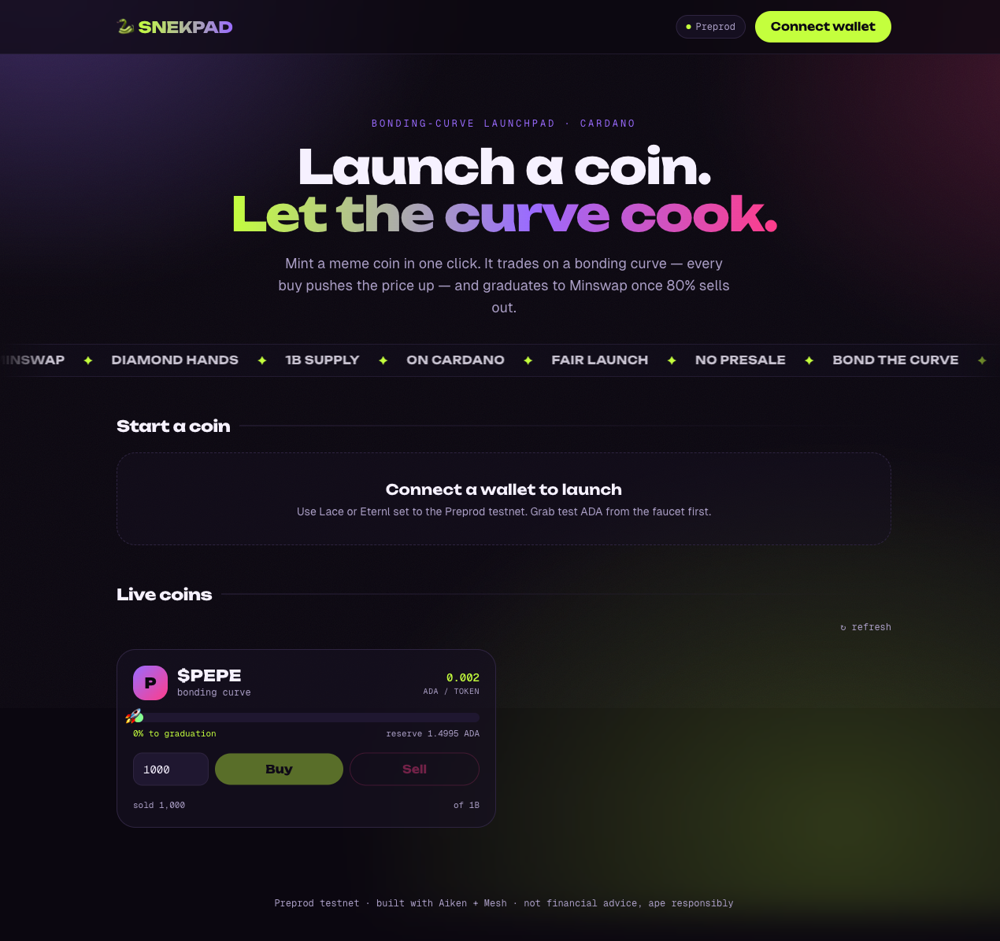 SNEKPAD
Preprod
Connect wallet
BONDING-CURVE LAUNCHPAD · CARDANO
Launch a coin.
Let the curve cook.
Mint a meme coin in one click. It trades on a bonding curve — every
buy pushes the price up — and graduates to Minswap once 80% sells
out.
INSWAP ✦ DIAMOND HANDS ✦ 1B SUPPLY ✦ ON CARDANO ✦ FAIR LAUNCH ✦ NO PRESALE ✦ BOND THE CURVE ✦
Start a coin
Connect a wallet to launch
Use Lace or Eternl set to the Preprod testnet. Grab test ADA from the faucet first.
Live coins
↻ refresh
P
$PEPE
bonding curve
0.002
ADA / TOKEN
0% to graduation
reserve 1.4995 ADA
1000
Buy
Sell
sold 1,000
of 1B
Preprod testnet · built with Aiken + Mesh · not financial advice, ape responsibly